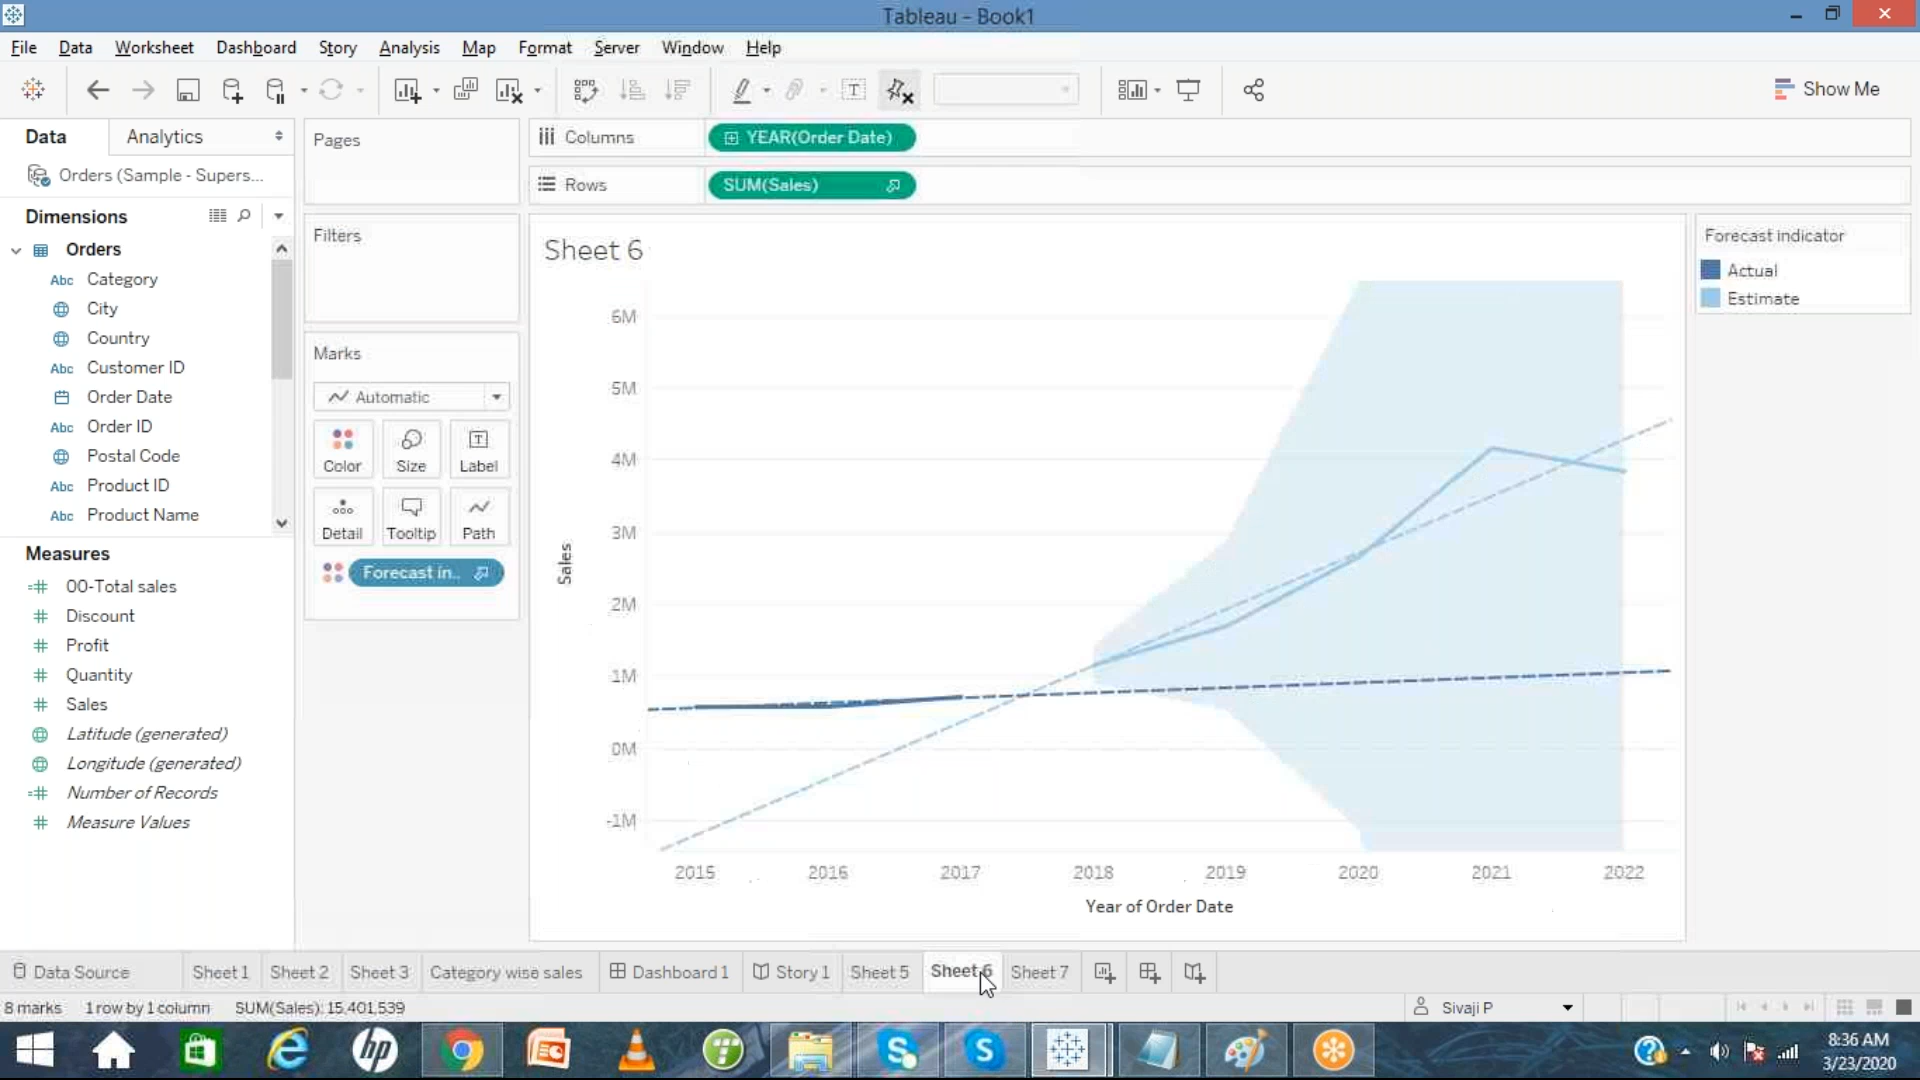 Tableau - Book1
File Data Worksheet Dashboard Story Analysis Map Format Server Window Help
Show Me
Data Analytics
Orders (Sample - Supers...
Dimensions
Orders
Abc Category
City
Country
Abc Customer ID
Order Date
Abc Order ID
Postal Code
Abc Product ID
Abc Product Name
Measures
00-Total sales
Discount
Profit
Quantity
Sales
Latitude (generated)
Longitude (generated)
Number of Records
Measure Values
Pages
Filters
Marks
Automatic
Color Size Label
Detail Tooltip Path
Forecast in..
Columns YEAR(Order Date)
Rows SUM(Sales)
Sheet 6
6M
5M
4M
3M
2M
1M
0M
-1M
Sales
2015 2016 2017 2018 2019 2020 2021 2022
Year of Order Date
Forecast indicator
Actual
Estimate
Data Source Sheet 1 Sheet 2 Sheet 3 Category wise sales Dashboard 1 Story 1 Sheet 5 Sheet 6 Sheet 7
8 marks 1 row by 1 column SUM(Sales): 15,401,539 Sivaji P
8:36 AM
3/23/2020